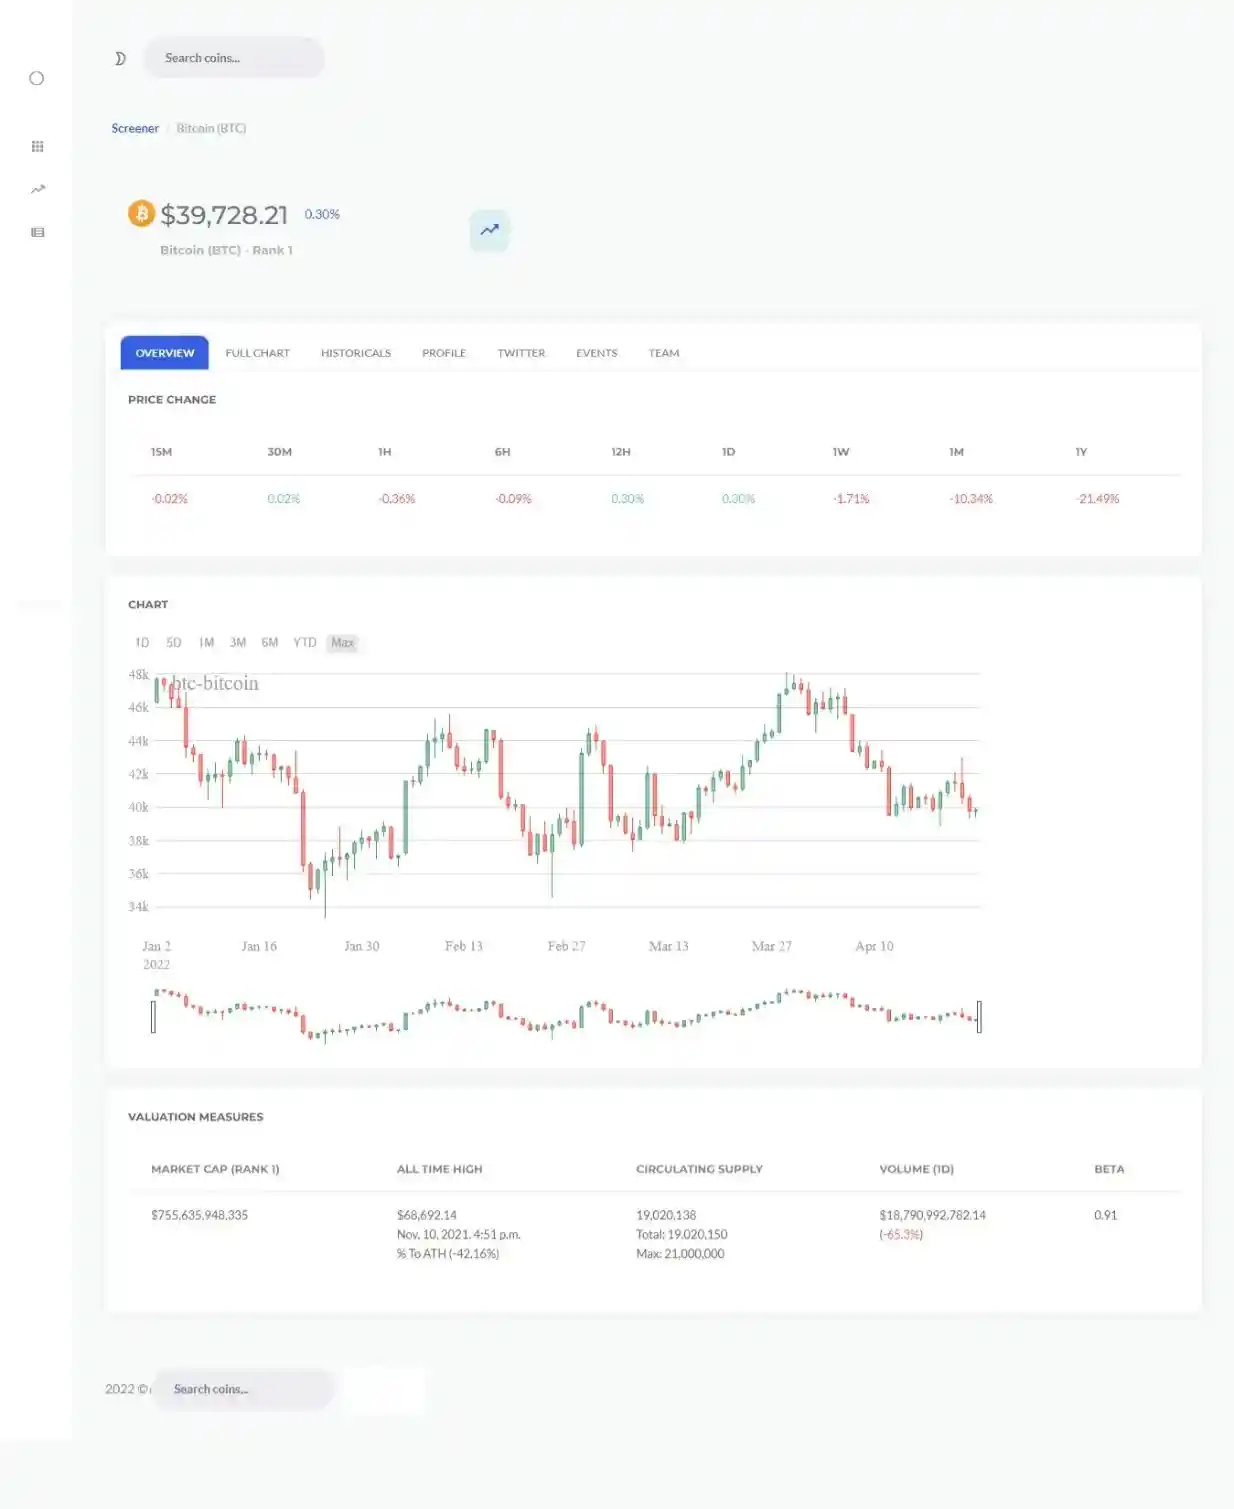 Search coins...
Screener / Bitcoin (BTC)
$39,728.21 0.30%
Bitcoin (BTC) - Rank 1
OVERVIEW FULL CHART HISTORICALS PROFILE TWITTER EVENTS TEAM
PRICE CHANGE
15M 30M 1H 6H 12H 1D 1W 1M 1Y
-0.02% 0.02% -0.36% -0.09% 0.30% 0.30% -1.71% -10.34% -21.49%
CHART
1D 5D 1M 3M 6M YTD Max
btc-bitcoin
48k
46k
44k
42k
40k
38k
36k
34k
Jan 2 Jan 16 Jan 30 Feb 13 Feb 27 Mar 13 Mar 27 Apr 10
2022
VALUATION MEASURES
MARKET CAP (RANK 1) ALL TIME HIGH CIRCULATING SUPPLY VOLUME (1D) BETA
$755,635,948,335 $68,692.14 19,020,138 $18,790,992,782.14 0.91
Nov, 10, 2021, 4:51 p.m. Total: 19,020,150 (-65.3%)
% To ATH (-42.16%) Max: 21,000,000
2022 © Search coins...